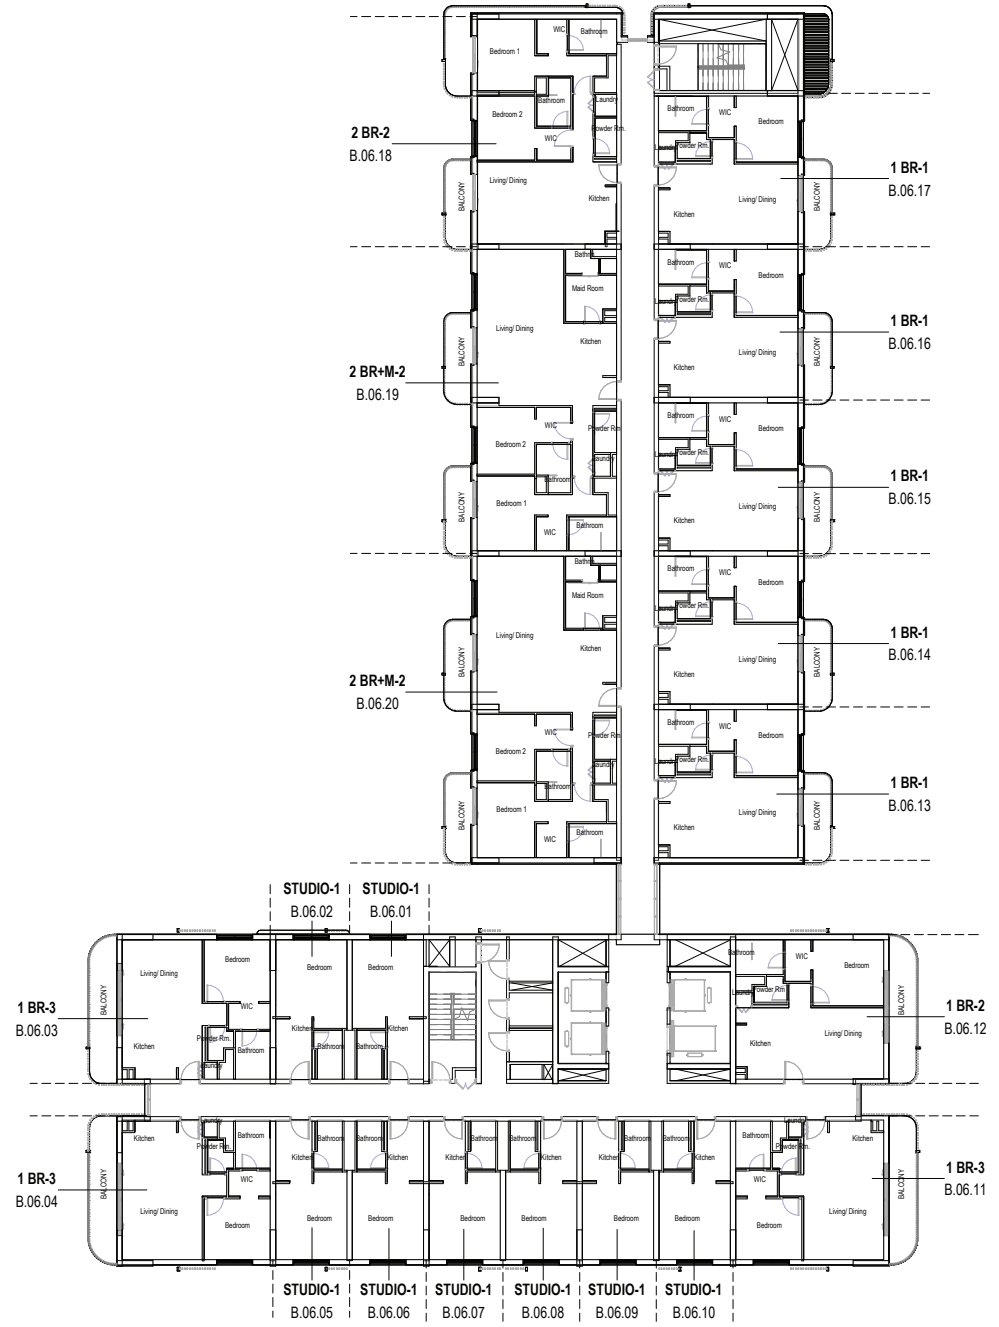 WIC
Bathroom
Bedroom 1
Bathroom
Laundry
Bedroom 2
Powder Rm.
WIC
2 BR-2
B.06.18
Living/ Dining
BALCONY
Kitchen
Bathroom
WIC
Bedroom
Powder Rm.
1 BR-1
B.06.17
Living/ Dining
BALCONY
Kitchen
Maid Room
Living/ Dining
Kitchen
BALCONY
2 BR+M-2
B.06.19
Bathroom
WIC
Bedroom
Laundry
Powder Rm.
1 BR-1
B.06.16
Living/ Dining
BALCONY
Kitchen
WIC
Powder Rm.
Bedroom 2
Laundry
Bathroom
Bedroom 1
BALCONY
WIC
Bathroom
Bathroom
WIC
Bedroom
Laundry
Powder Rm.
1 BR-1
B.06.15
Living/ Dining
BALCONY
Kitchen
Maid Room
Living/ Dining
Kitchen
BALCONY
2 BR+M-2
B.06.20
Bathroom
WIC
Bedroom
Laundry
Powder Rm.
1 BR-1
B.06.14
Living/ Dining
BALCONY
Kitchen
WIC
Powder Rm.
Bedroom 2
Laundry
Bathroom
Bedroom 1
BALCONY
WIC
Bathroom
Bathroom
WIC
Bedroom
Laundry
Powder Rm.
1 BR-1
B.06.13
Living/ Dining
BALCONY
Kitchen
STUDIO-1
B.06.02
STUDIO-1
B.06.01
Living/ Dining
Bedroom
BALCONY
WIC
1 BR-3
B.06.03
Kitchen
Powder Rm.
Bathroom
Laundry
Bedroom
Kitchen
Bathroom
Bedroom
Kitchen
Bathroom
Bathroom
WIC
Bedroom
Laundry
Powder Rm.
BALCONY
1 BR-2
B.06.12
Living/ Dining
Kitchen
Laundry
Kitchen
Bathroom
Powder Rm.
WIC
BALCONY
1 BR-3
B.06.04
Living/ Dining
Bedroom
Bathroom
Kitchen
Bedroom
Bathroom
Kitchen
Bedroom
Bathroom
Kitchen
Bedroom
Bathroom
Kitchen
Bedroom
Bathroom
Kitchen
Bedroom
Bathroom
Kitchen
Bedroom
Laundry
Bathroom
Kitchen
Powder Rm.
WIC
BALCONY
1 BR-3
B.06.11
Living/ Dining
Bedroom
STUDIO-1
B.06.05
STUDIO-1
B.06.06
STUDIO-1
B.06.07
STUDIO-1
B.06.08
STUDIO-1
B.06.09
STUDIO-1
B.06.10